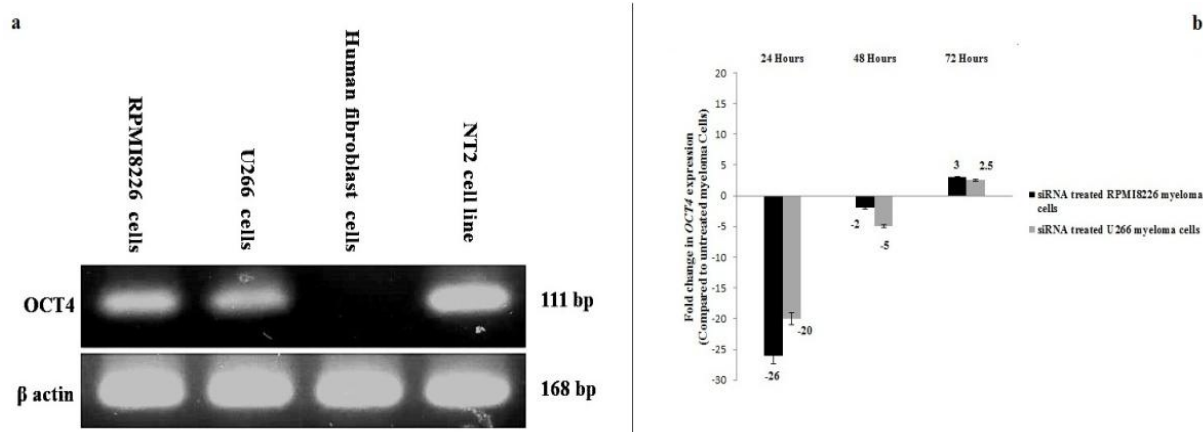 a
RPMI8226 cells
U266 cells
Human fibroblast cells
NT2 cell line
OCT4
111 bp
β actin
168 bp
b
24 Hours
48 Hours
72 Hours
Fold change in OCT4 expression
(Compared to untreated myeloma Cells)
20
15
10
5
0
-5
-10
-15
-20
-25
-30
-26
-20
-2
-5
3
2.5
siRNA treated RPMI8226 myeloma
cells
siRNA treated U266 myeloma cells